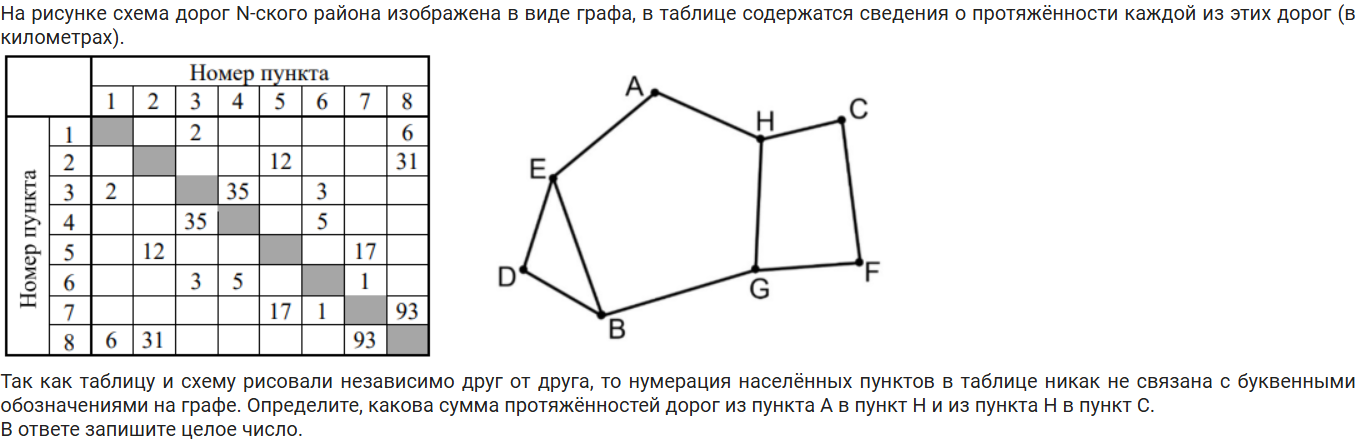 На рисунке схема дорог N-ского района изображена в виде графа, в таблице содержатся сведения о протяжённости каждой из этих дорог (в
километрах).
Номер пункта
1 2 3 4 5 6 7 8
Номер пункта
1 2 6
2 12 31
3 2 35 3
4 35 5
5 12 17
6 3 5 1
7 17 1 93
8 6 31 93
A
H
C
E
D
B
G
F
Так как таблицу и схему рисовали независимо друг от друга, то нумерация населённых пунктов в таблице никак не связана с буквенными
обозначениями на графе. Определите, какова сумма протяжённостей дорог из пункта A в пункт H и из пункта H в пункт C.
В ответе запишите целое число.